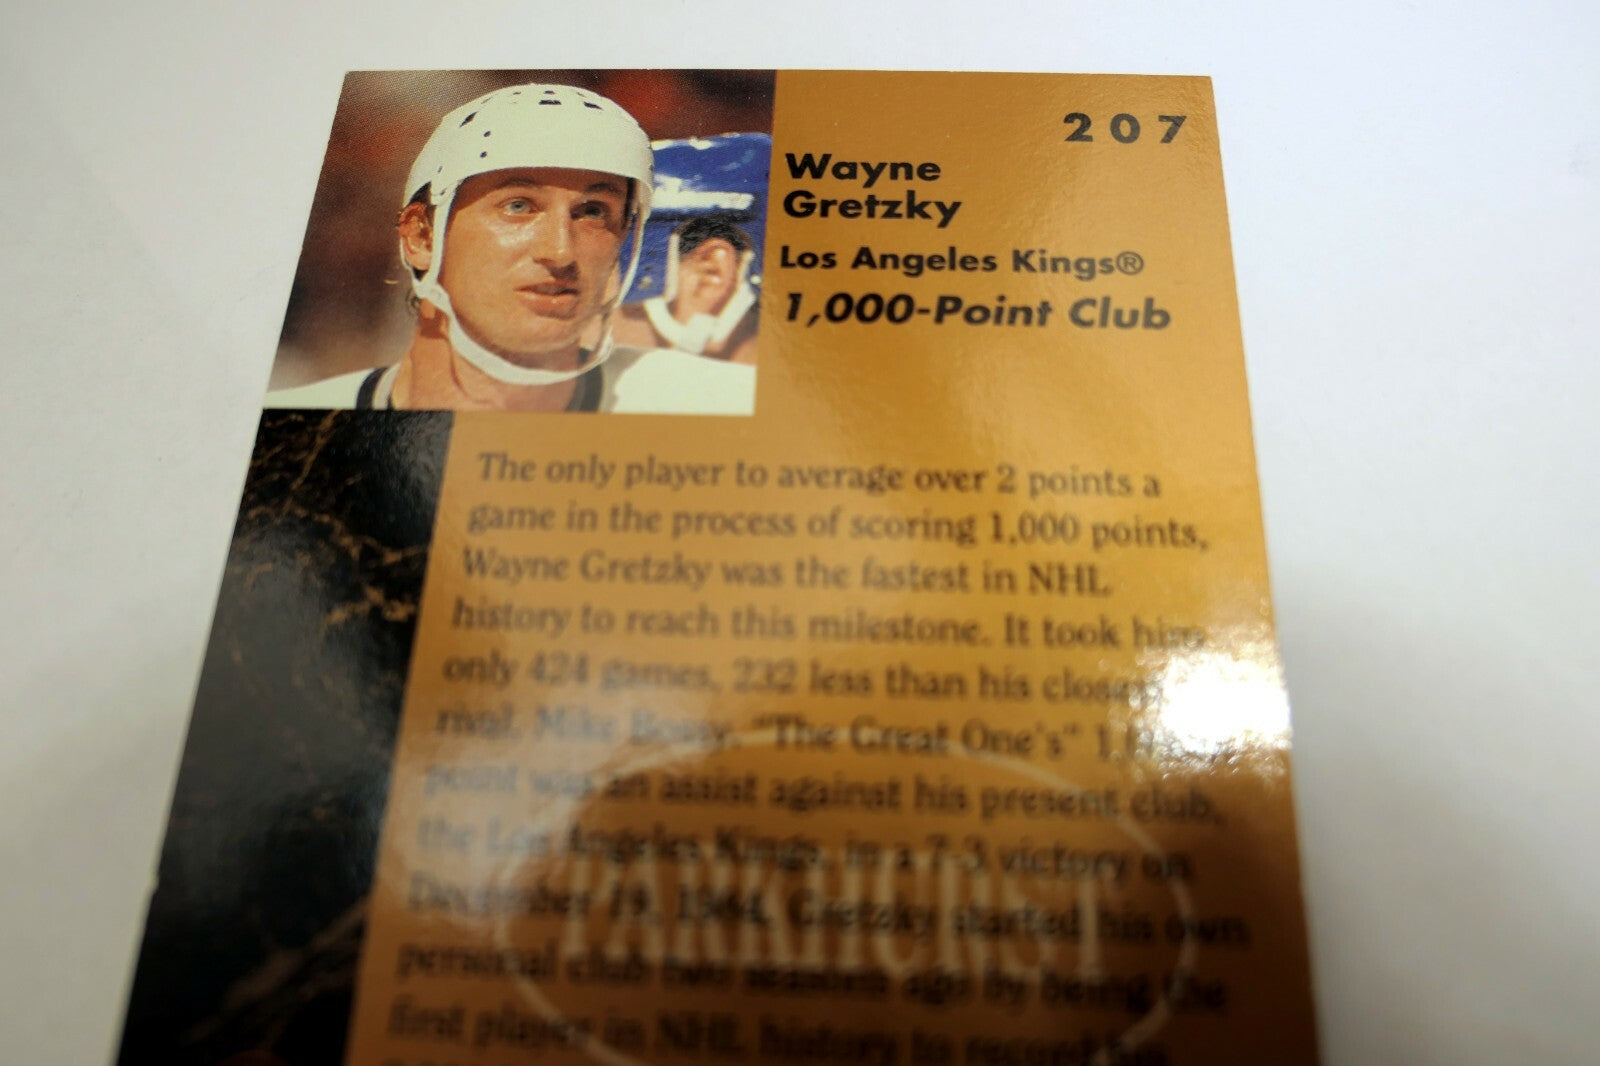 207
Wayne
Gretzky
Los Angeles Kings®
1,000-Point Club
The only player to average over 2 points a
game in the process of scoring 1,000 points,
Wayne Gretzky was the fastest in NHL
history to reach this milestone. It took him
only 424 games, 232 less than his closest
rival, Mike Bossy. "The Great One's"
point was an assist against his present club,
the Los Angeles Kings, in a 7-3 victory on
December 19, 1984. Gretzky started his own
personal club two seasons ago by being the
first player in NHL history to record his
PARKHURST